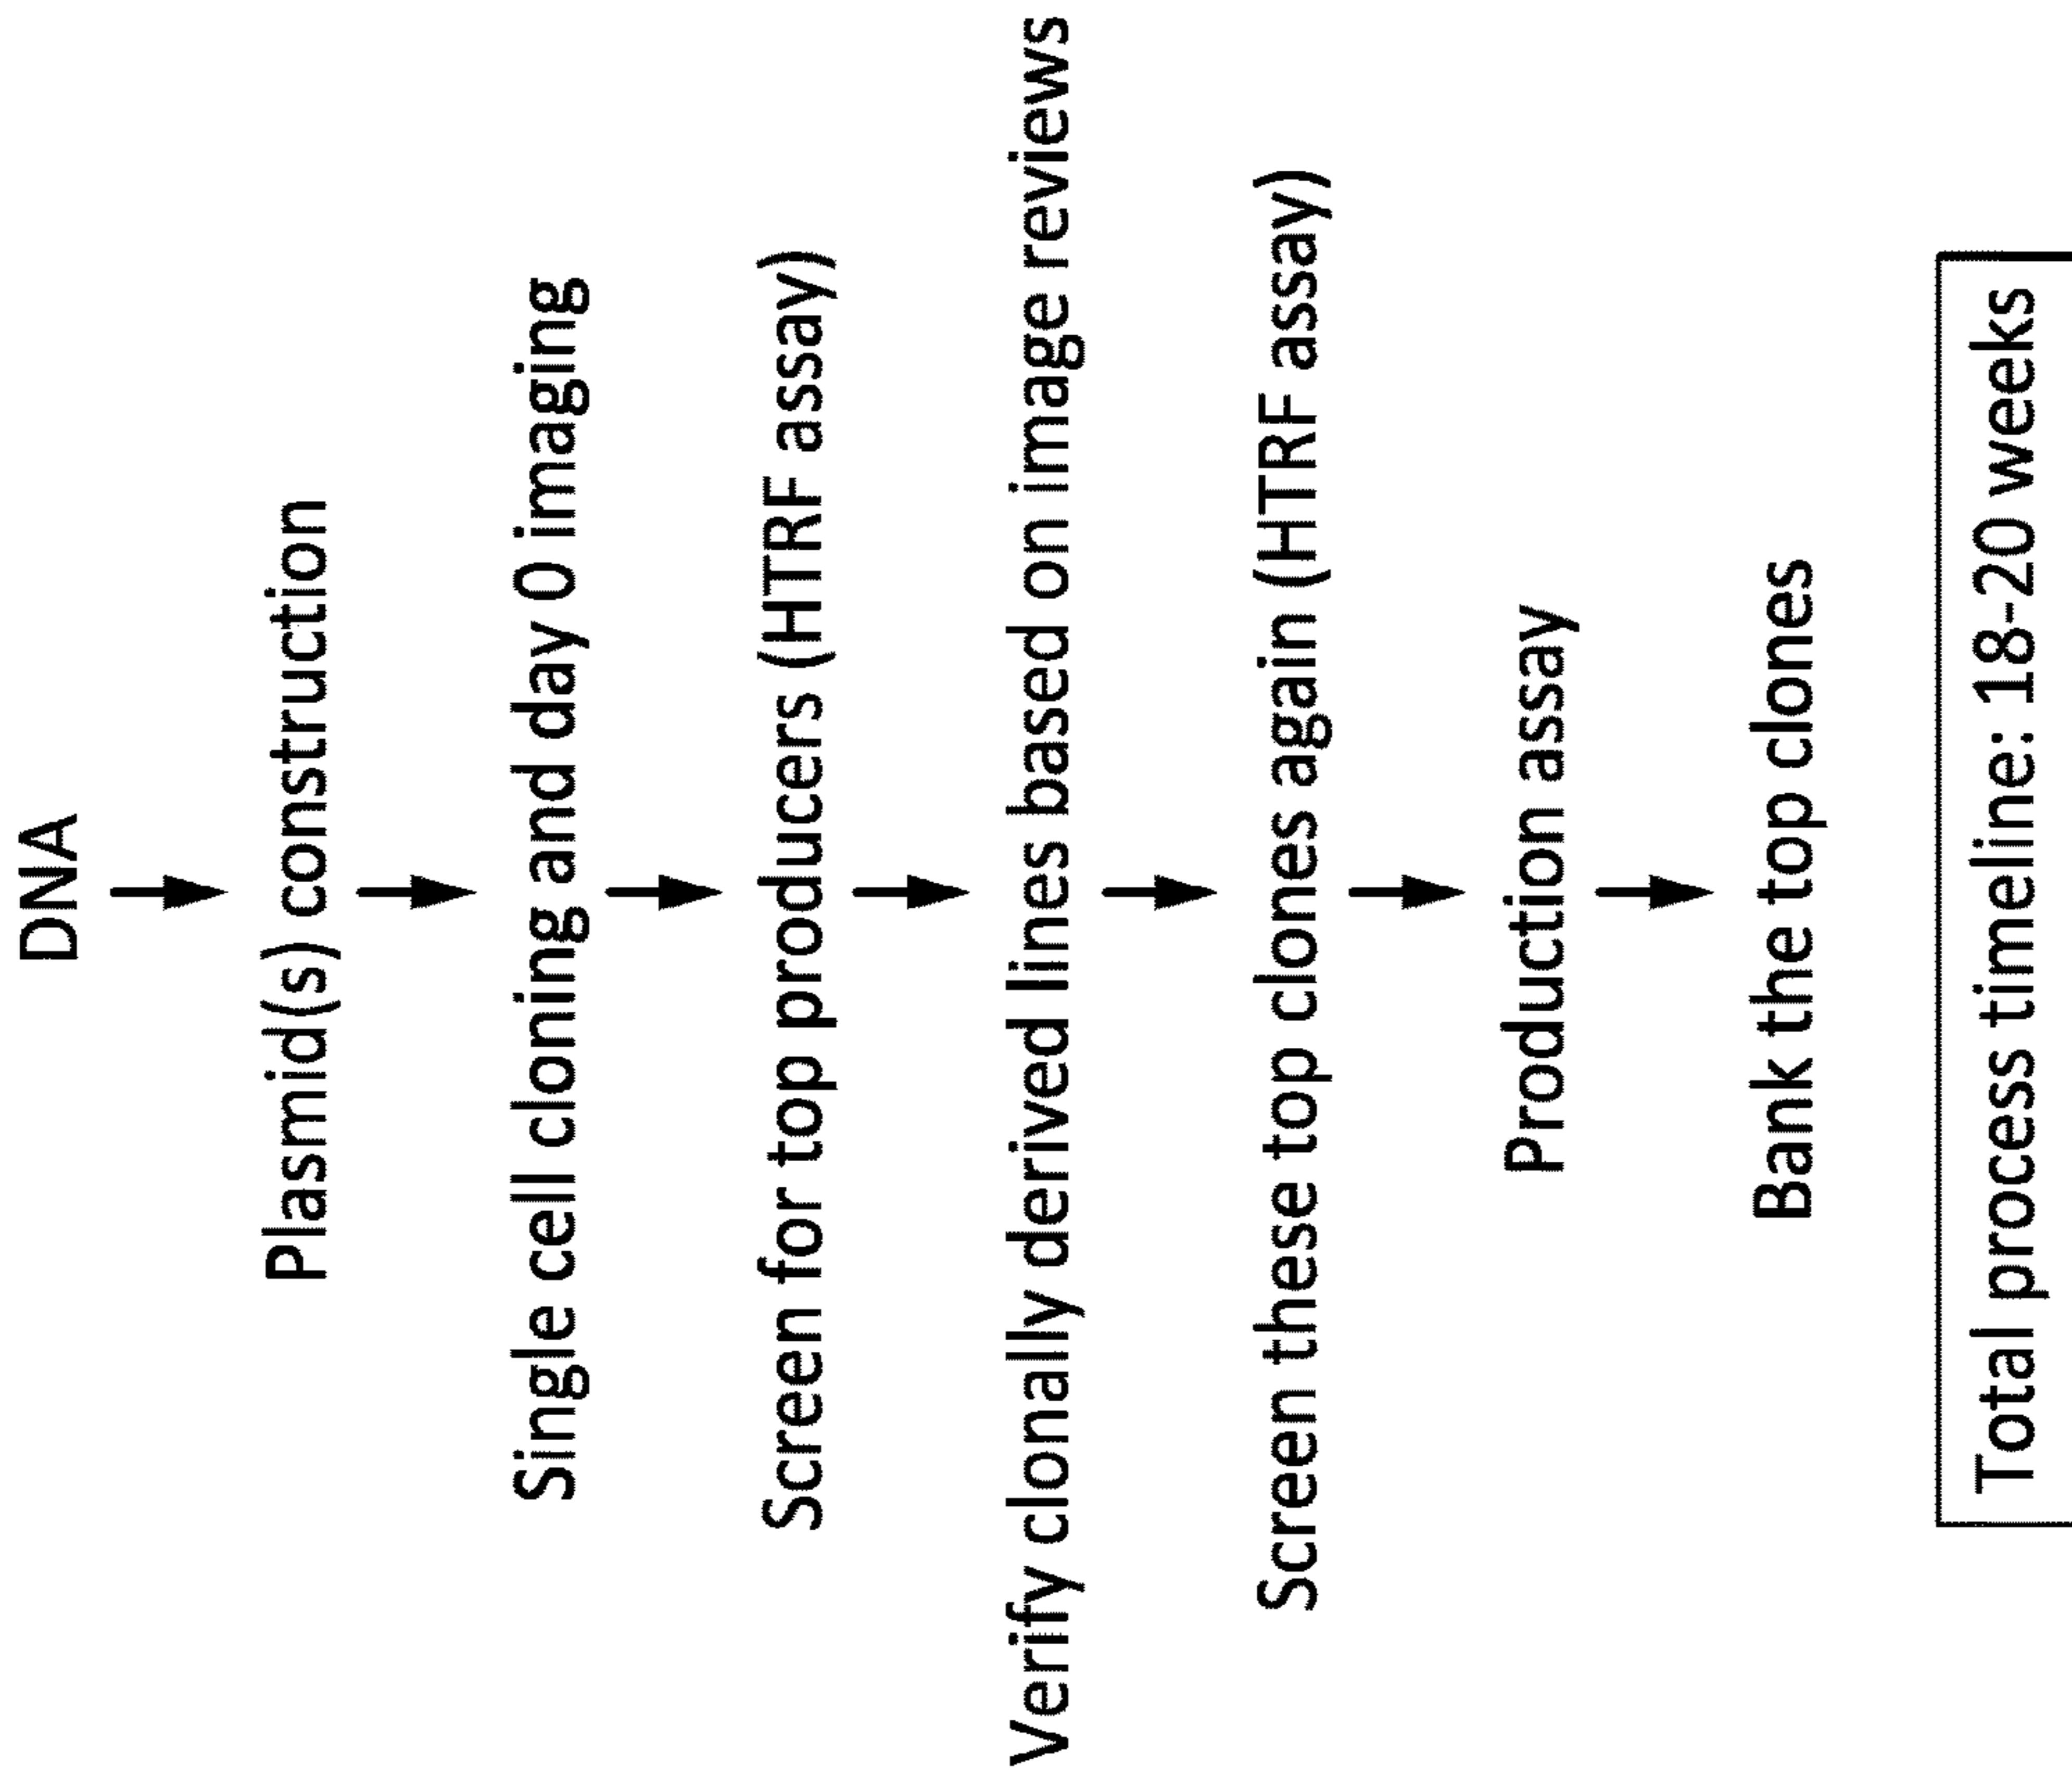 DNA
Plasmid(s) construction
Single cell cloning and day 0 imaging
Screen for top producers (HTRF assay)
Verify clonally derived lines based on image reviews
Screen these top clones again (HTRF assay)
Production assay
Bank the top clones
Total process timeline: 18-20 weeks